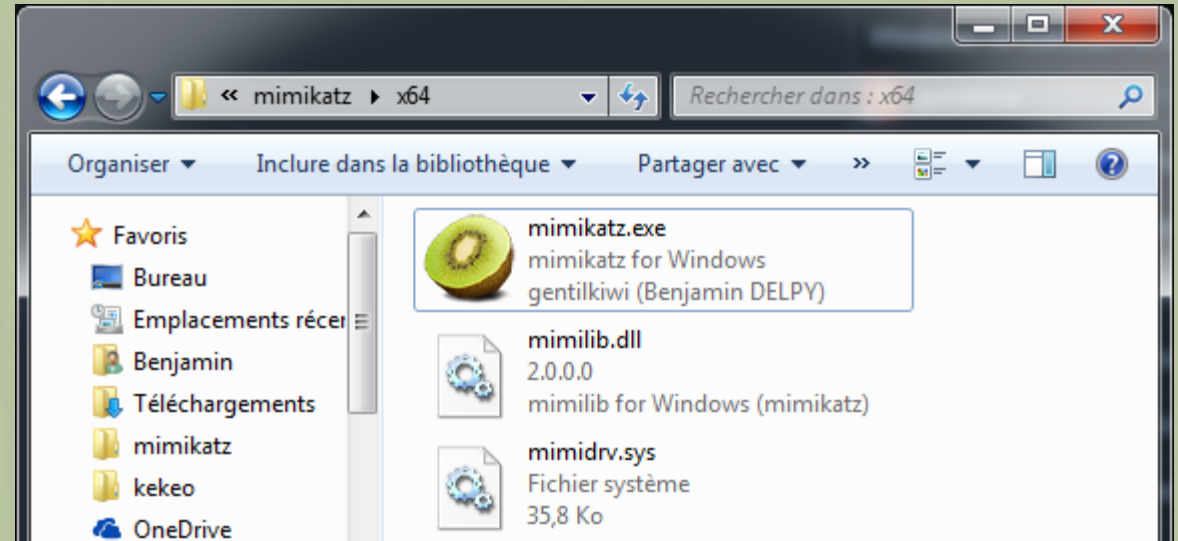 mimikatz x64
Rechercher dans : x64
Organiser Inclure dans la bibliothèque Partager avec
Favoris
Bureau
Emplacements récer
Benjamin
Téléchargements
mimikatz
kekeo
OneDrive
mimikatz.exe
mimikatz for Windows
gentilkiwi (Benjamin DELPY)
mimilib.dll
2.0.0.0
mimilib for Windows (mimikatz)
mimidrv.sys
Fichier système
35,8 Ko